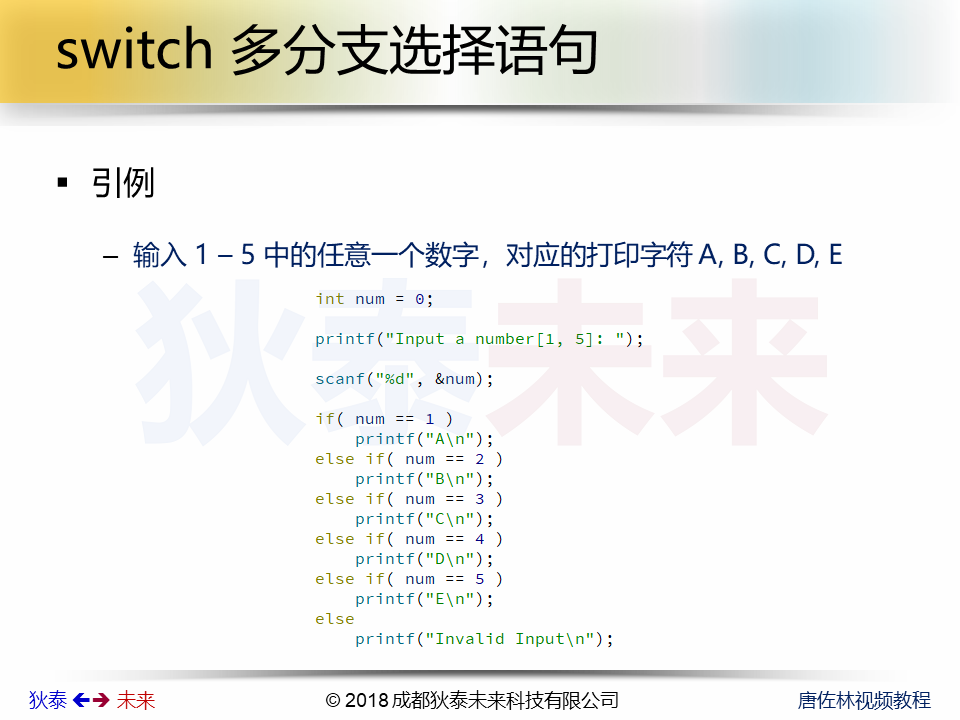 switch 多分支选择语句
▪ 引例
– 输入 1 – 5 中的任意一个数字，对应的打印字符 A, B, C, D, E
狄泰未来
int num = 0;
printf("Input a number[1, 5]: ");
scanf("%d", &num);
if( num == 1 )
    printf("A\n");
else if( num == 2 )
    printf("B\n");
else if( num == 3 )
    printf("C\n");
else if( num == 4 )
    printf("D\n");
else if( num == 5 )
    printf("E\n");
else
    printf("Invalid Input\n");
狄泰 未来
© 2018 成都狄泰未来科技有限公司
唐佐林视频教程